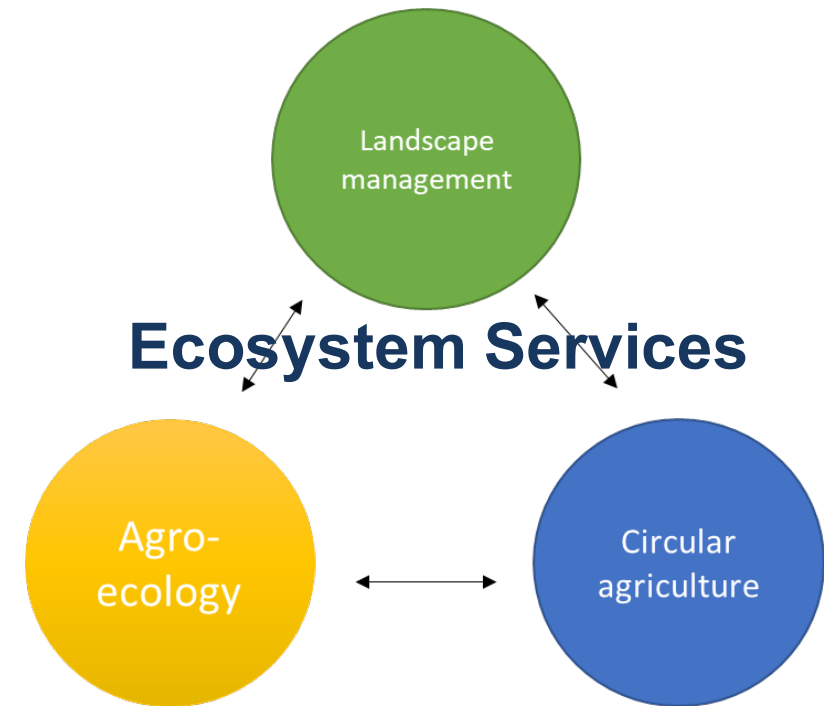 Landscape
management
Ecosystem Services
Agro-
ecology
Circular
agriculture